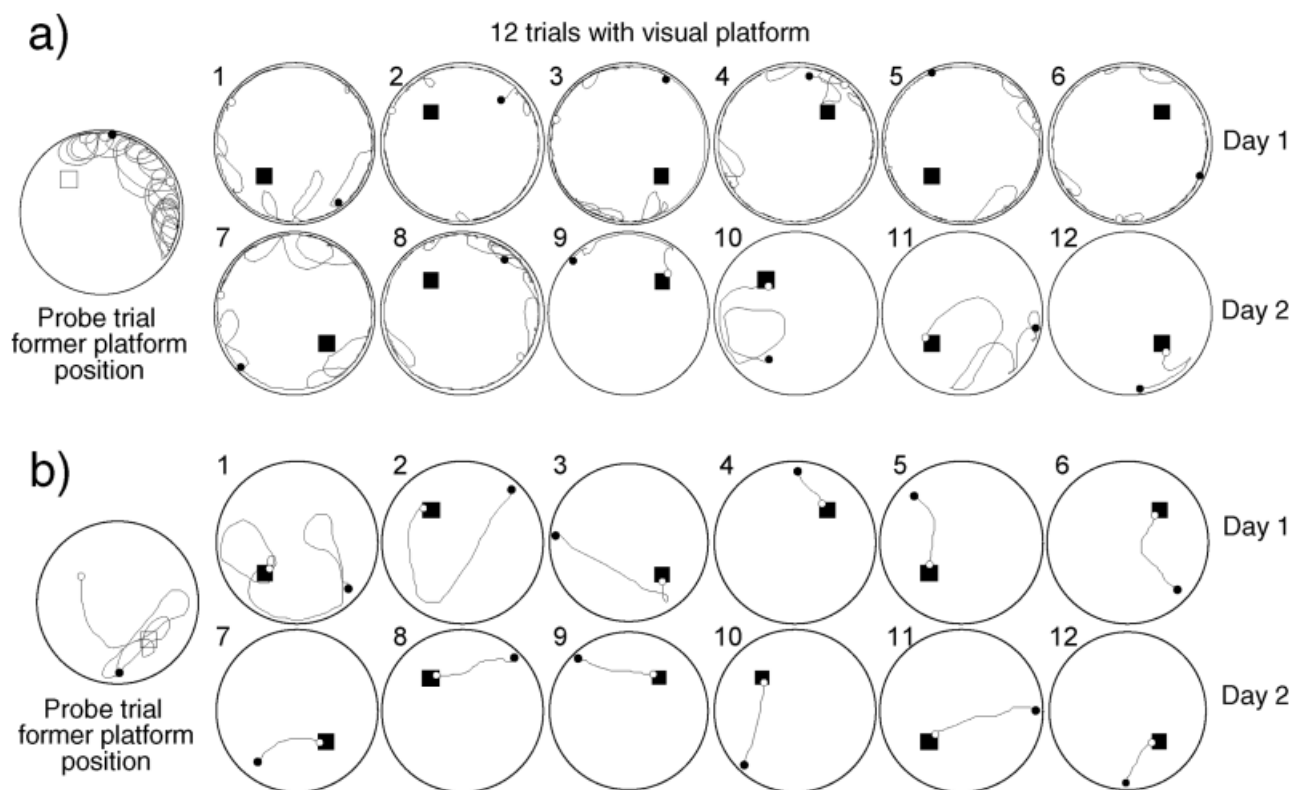 a)
12 trials with visual platform
1 2 3 4 5 6
Day 1
7 8 9 10 11 12
Day 2
Probe trial
former platform
position
b)
1 2 3 4 5 6
Day 1
7 8 9 10 11 12
Day 2
Probe trial
former platform
position